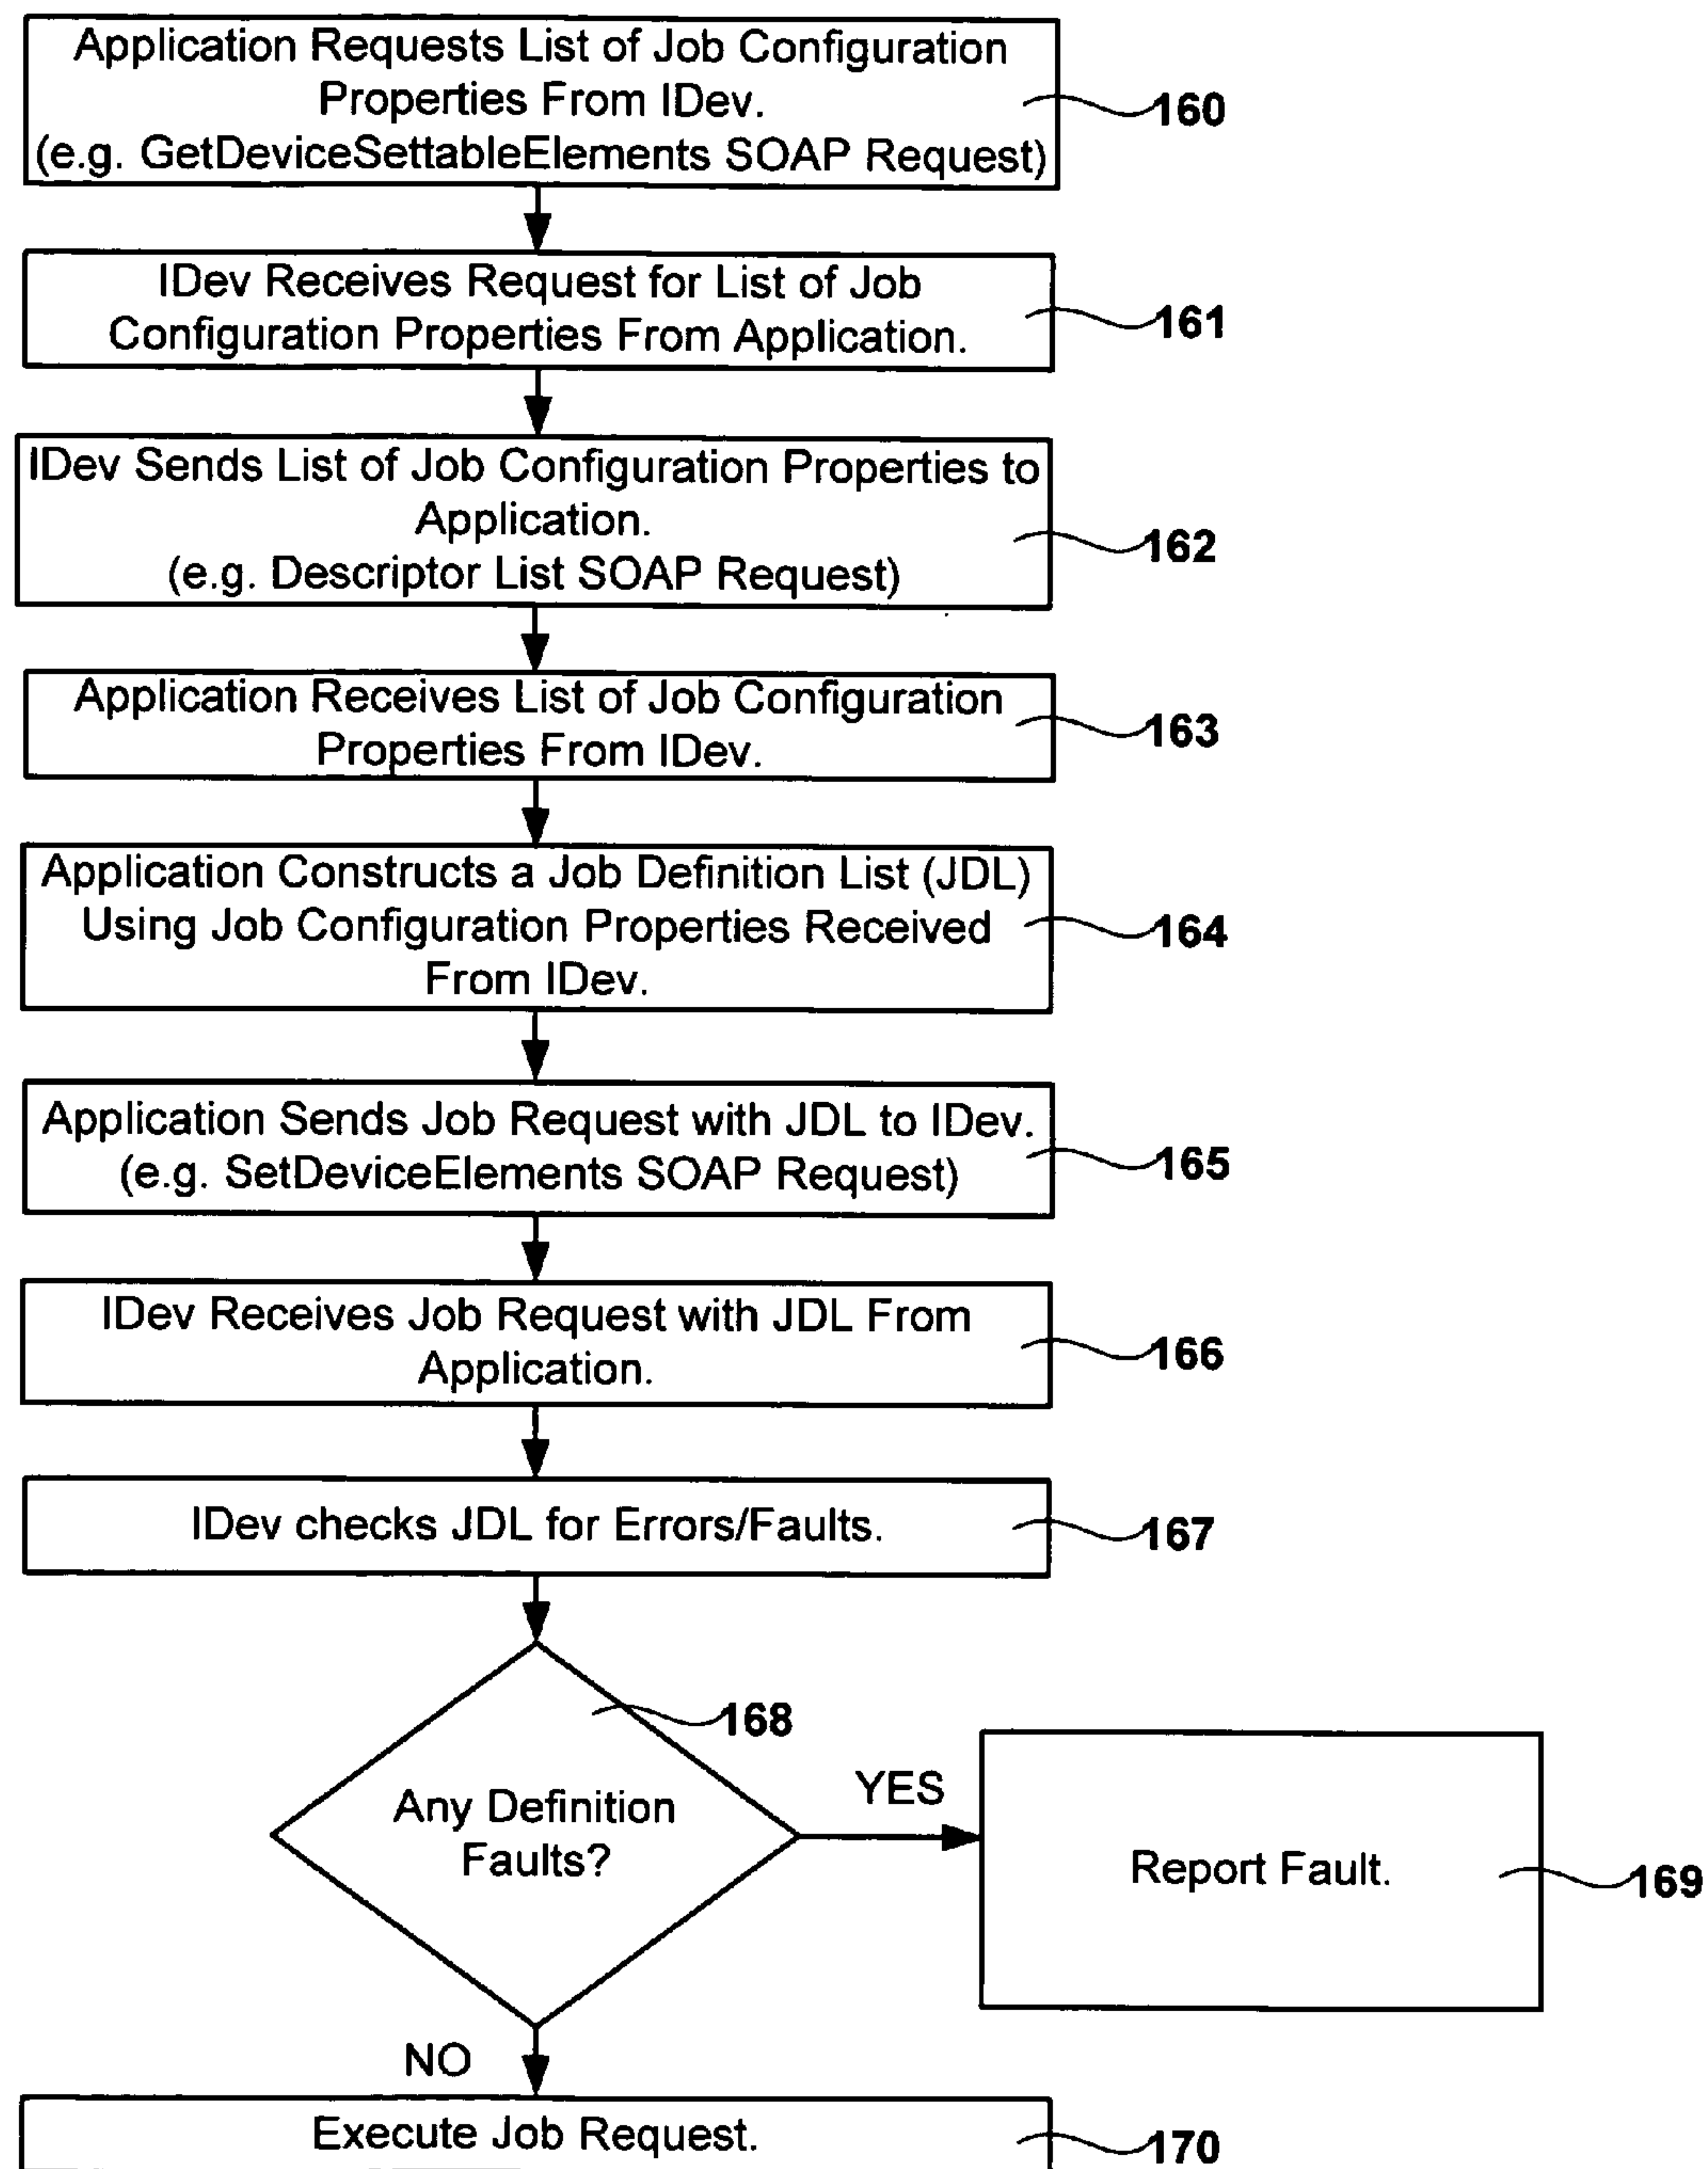 Application Requests List of Job Configuration
Properties From IDev.
(e.g. GetDeviceSettableElements SOAP Request)
160
IDev Receives Request for List of Job
Configuration Properties From Application.
161
IDev Sends List of Job Configuration Properties to
Application.
(e.g. Descriptor List SOAP Request)
162
Application Receives List of Job Configuration
Properties From IDev.
163
Application Constructs a Job Definition List (JDL)
Using Job Configuration Properties Received
From IDev.
164
Application Sends Job Request with JDL to IDev.
(e.g. SetDeviceElements SOAP Request)
165
IDev Receives Job Request with JDL From
Application.
166
IDev checks JDL for Errors/Faults.
167
168
Any Definition
Faults?
YES
Report Fault.
169
NO
Execute Job Request.
170